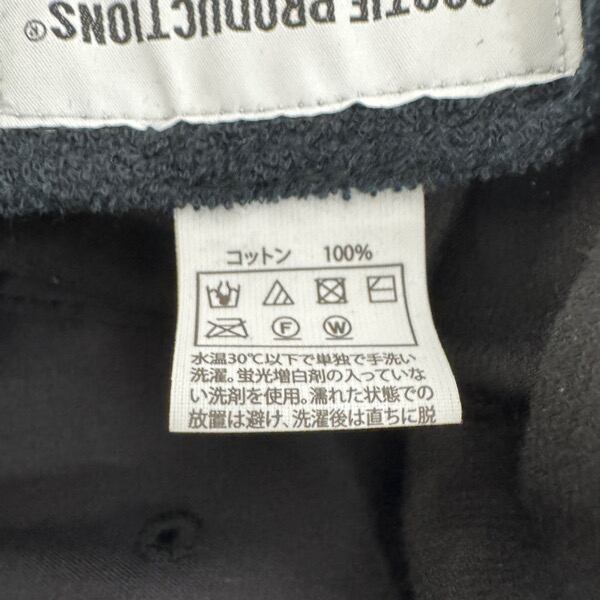 PRODUCTIONS®
コットン 100%
F W
水温30℃以下で単独で手洗い
洗濯。蛍光増白剤の入っていな
い洗剤を使用。濡れた状態での
放置は避け、洗濯後は直ちに脱